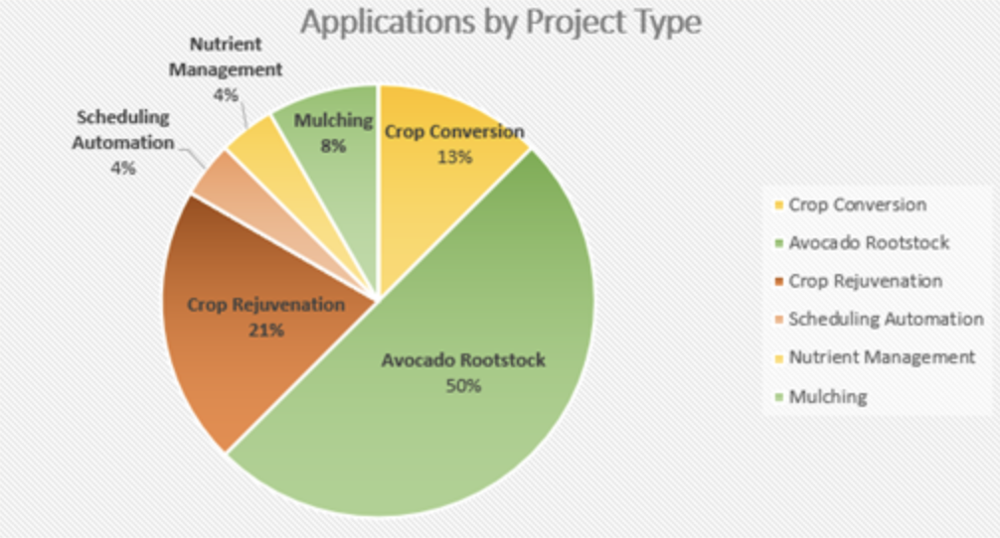 Applications by Project Type
Nutrient
Management
4%
Scheduling
Automation
4%
Mulching
8%
Crop Conversion
13%
Crop Rejuvenation
21%
Avocado Rootstock
50%
Crop Conversion
Avocado Rootstock
Crop Rejuvenation
Scheduling Automation
Nutrient Management
Mulching